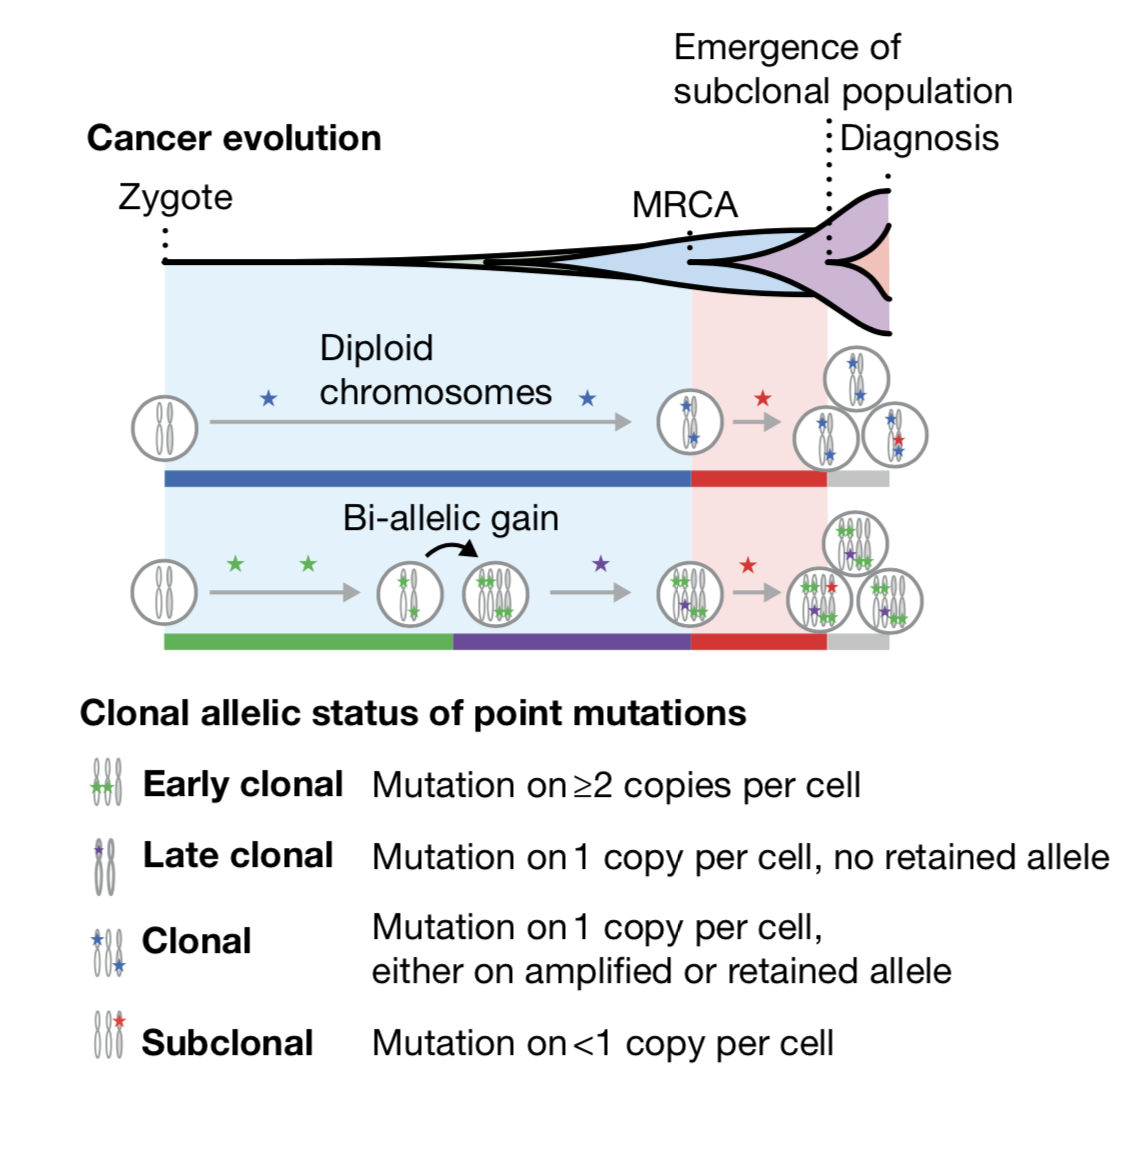 Emergence of
subclonal population
Cancer evolution
Diagnosis
Zygote
MRCA
Diploid
chromosomes
Bi-allelic gain
Clonal allelic status of point mutations
Early clonal Mutation on ≥2 copies per cell
Late clonal Mutation on 1 copy per cell, no retained allele
Clonal Mutation on 1 copy per cell,
either on amplified or retained allele
Subclonal Mutation on <1 copy per cell